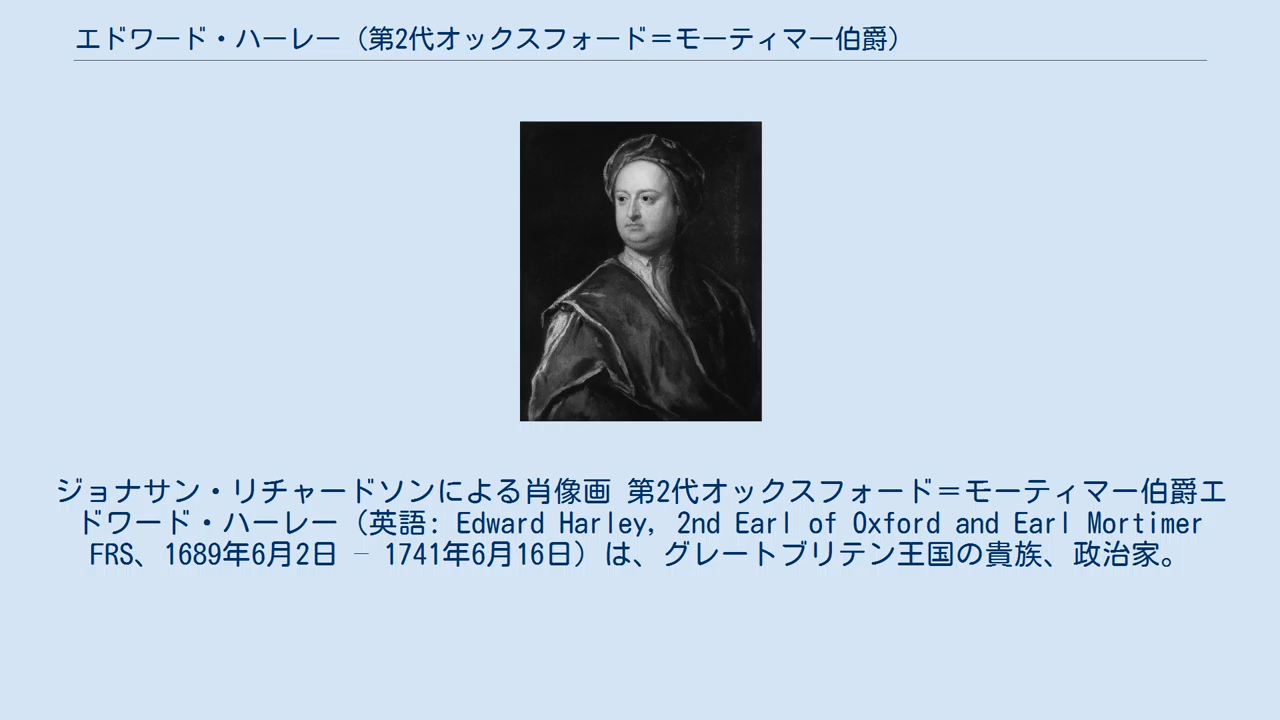 エドワード・ハーレー（第2代オックスフォード＝モーティマー伯爵）
ジョナサン・リチャードソンによる肖像画 第2代オックスフォード＝モーティマー伯爵エ
ドワード・ハーレー（英語: Edward Harley, 2nd Earl of Oxford and Earl Mortimer
FRS、1689年6月2日 – 1741年6月16日）は、グレートブリテン王国の貴族、政治家。